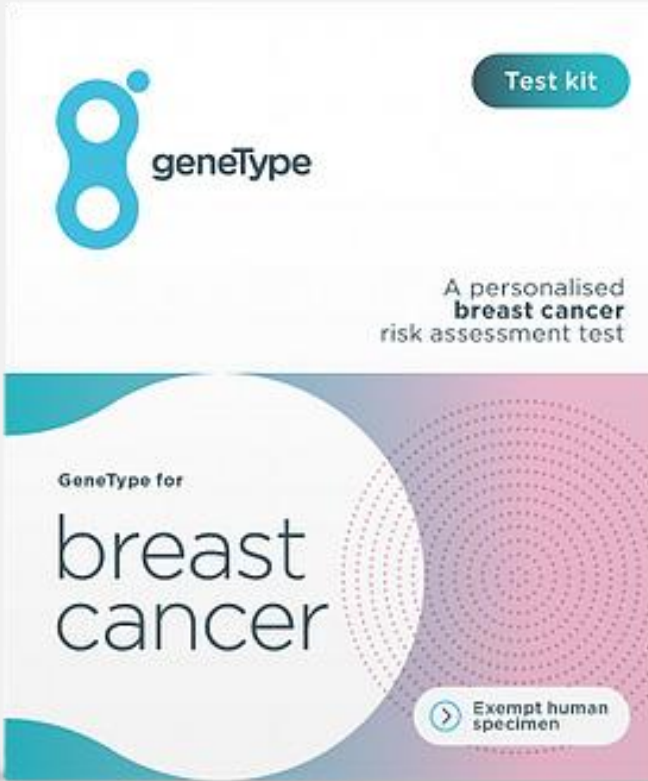 Test kit
geneType
A personalised
breast cancer
risk assessment test
GeneType for
breast
cancer
Exempt human
specimen